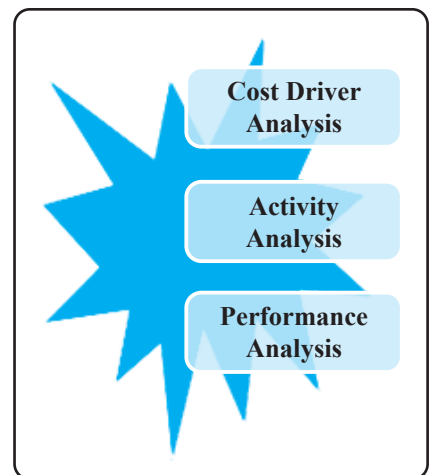 Cost Driver
Analysis
Activity
Analysis
Performance
Analysis